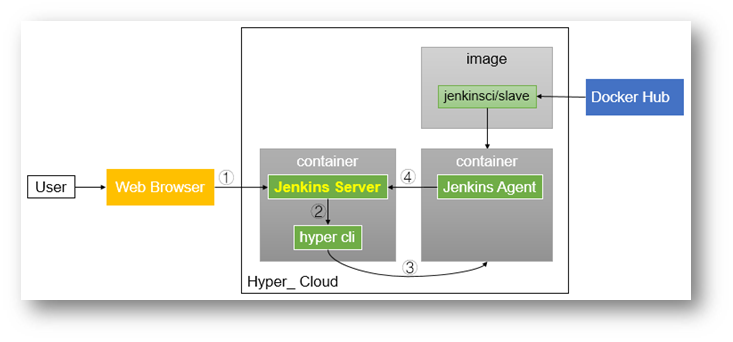 image
jenkinsci/slave
Docker Hub
container
container
User
Web Browser
①
Jenkins Server
④
Jenkins Agent
②
hyper cli
③
Hyper_ Cloud